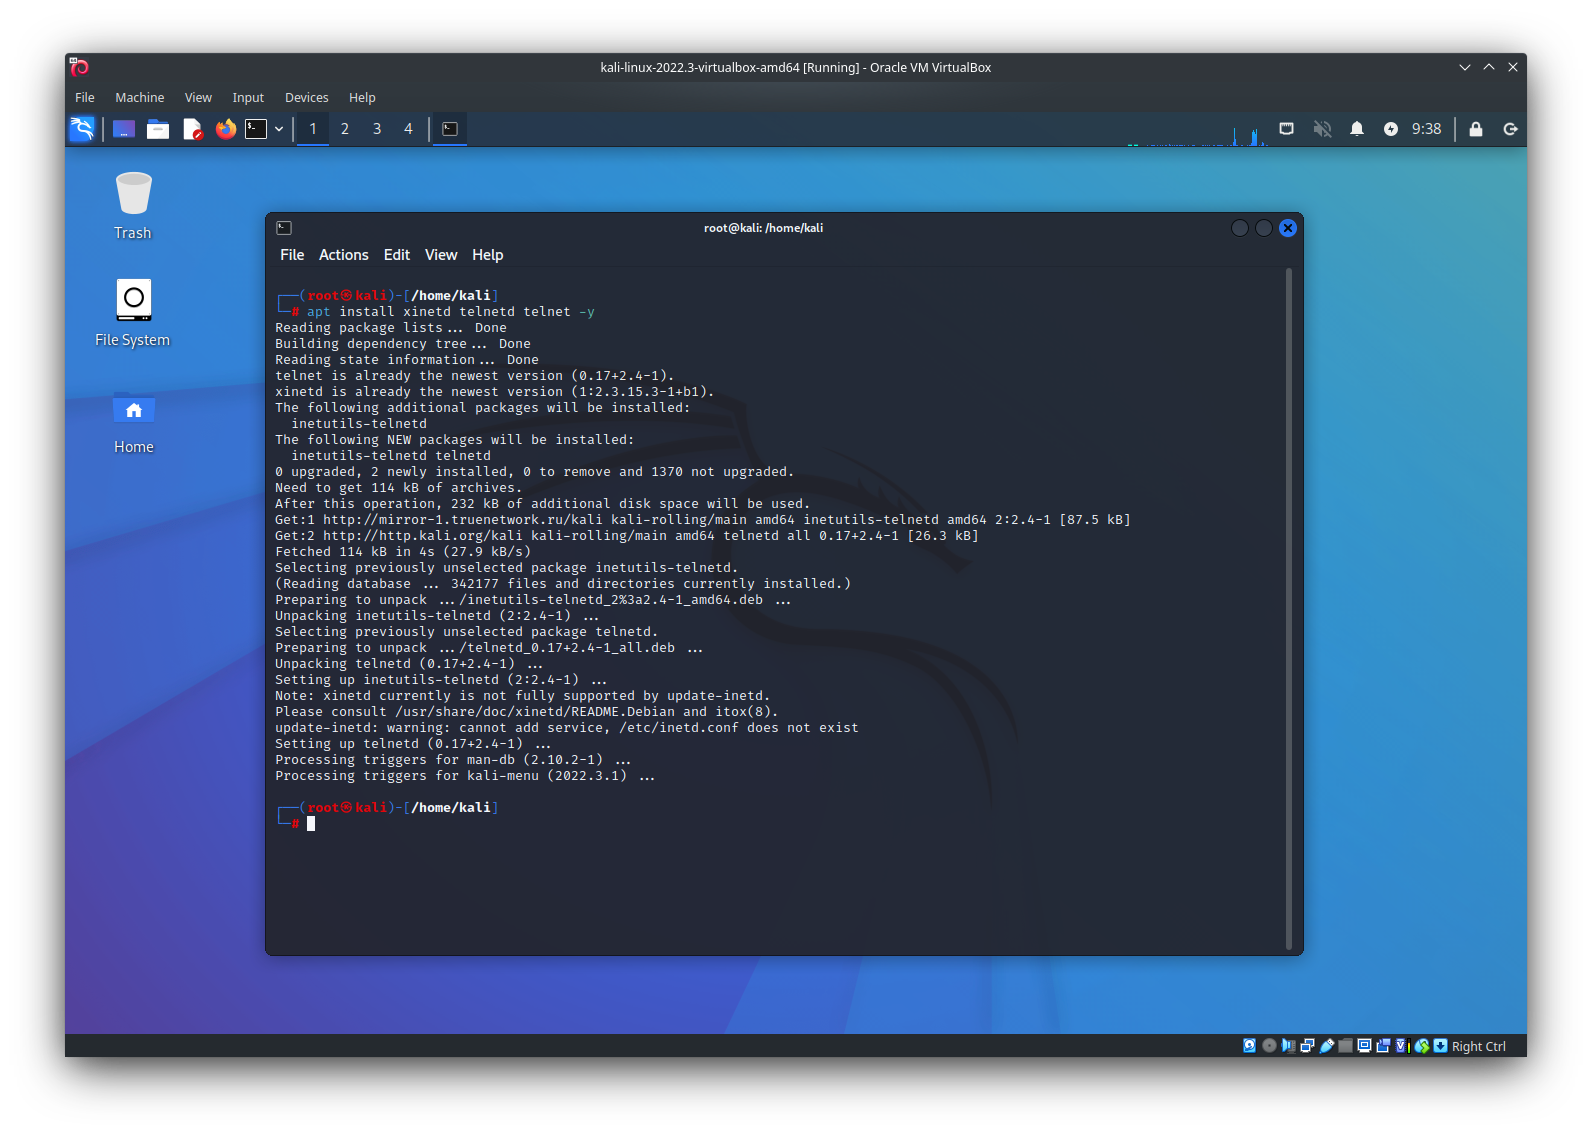 kali-linux-2022.3-virtualbox-amd64 [Running] - Oracle VM VirtualBox
File Machine View Input Devices Help
1 2 3 4 9:38
Trash
File System
Home
root@kali: /home/kali
File Actions Edit View Help
┌──(root㉿kali)-[/home/kali]
└─# apt install xinetd telnetd telnet -y
Reading package lists... Done
Building dependency tree... Done
Reading state information... Done
telnet is already the newest version (0.17+2.4-1).
xinetd is already the newest version (1:2.3.15.3-1+b1).
The following additional packages will be installed:
inetutils-telnetd
The following NEW packages will be installed:
inetutils-telnetd telnetd
0 upgraded, 2 newly installed, 0 to remove and 1370 not upgraded.
Need to get 114 kB of archives.
After this operation, 232 kB of additional disk space will be used.
Get:1 http://mirror-1.truenetwork.ru/kali kali-rolling/main amd64 inetutils-telnetd amd64 2:2.4-1 [87.5 kB]
Get:2 http://http.kali.org/kali kali-rolling/main amd64 telnetd all 0.17+2.4-1 [26.3 kB]
Fetched 114 kB in 4s (27.9 kB/s)
Selecting previously unselected package inetutils-telnetd.
(Reading database ... 342177 files and directories currently installed.)
Preparing to unpack .../inetutils-telnetd_2%3a2.4-1_amd64.deb ...
Unpacking inetutils-telnetd (2:2.4-1) ...
Selecting previously unselected package telnetd.
Preparing to unpack .../telnetd_0.17+2.4-1_all.deb ...
Unpacking telnetd (0.17+2.4-1) ...
Setting up inetutils-telnetd (2:2.4-1) ...
Note: xinetd currently is not fully supported by update-inetd.
Please consult /usr/share/doc/xinetd/README.Debian and itox(8).
update-inetd: warning: cannot add service, /etc/inetd.conf does not exist
Setting up telnetd (0.17+2.4-1) ...
Processing triggers for man-db (2.10.2-1) ...
Processing triggers for kali-menu (2022.3.1) ...
┌──(root㉿kali)-[/home/kali]
└─#
Right Ctrl